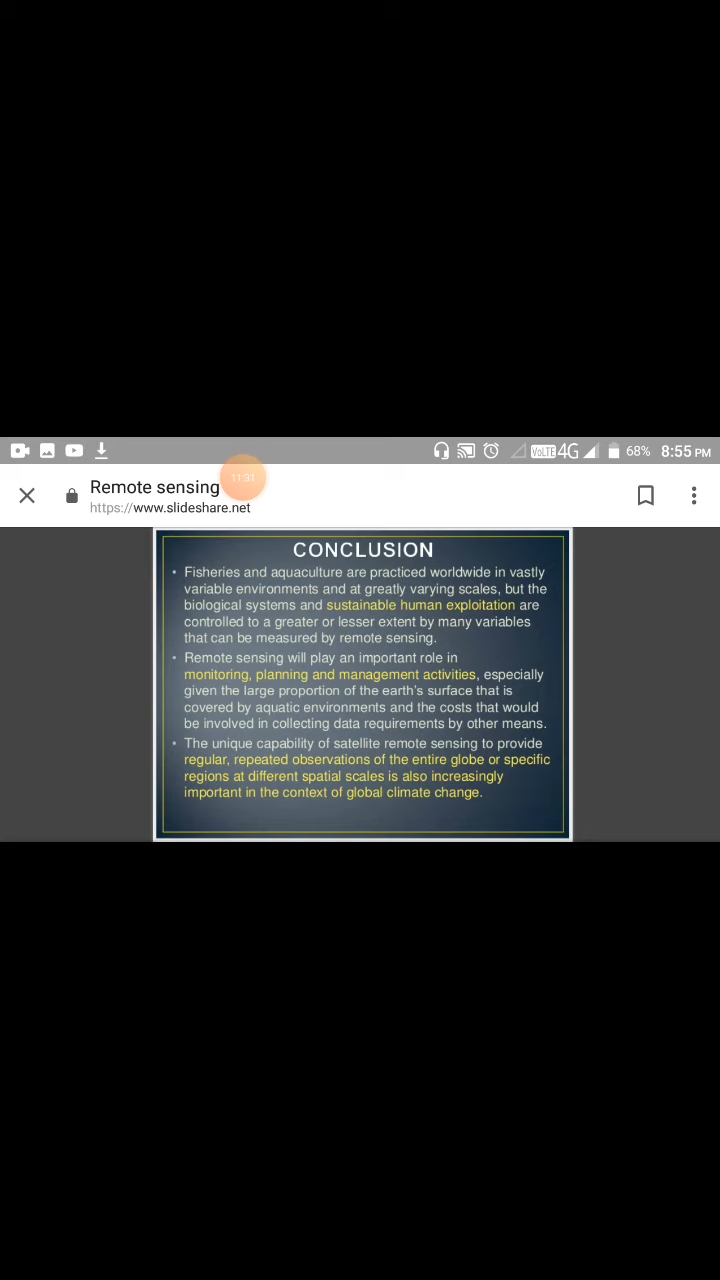 VoLTE 4G 68% 8:55 PM
Remote sensing
11:31
https://www.slideshare.net
CONCLUSION
• Fisheries and aquaculture are practiced worldwide in vastly
variable environments and at greatly varying scales, but the
biological systems and sustainable human exploitation are
controlled to a greater or lesser extent by many variables
that can be measured by remote sensing.
• Remote sensing will play an important role in
monitoring, planning and management activities, especially
given the large proportion of the earth's surface that is
covered by aquatic environments and the costs that would
be involved in collecting data requirements by other means.
• The unique capability of satellite remote sensing to provide
regular, repeated observations of the entire globe or specific
regions at different spatial scales is also increasingly
important in the context of global climate change.